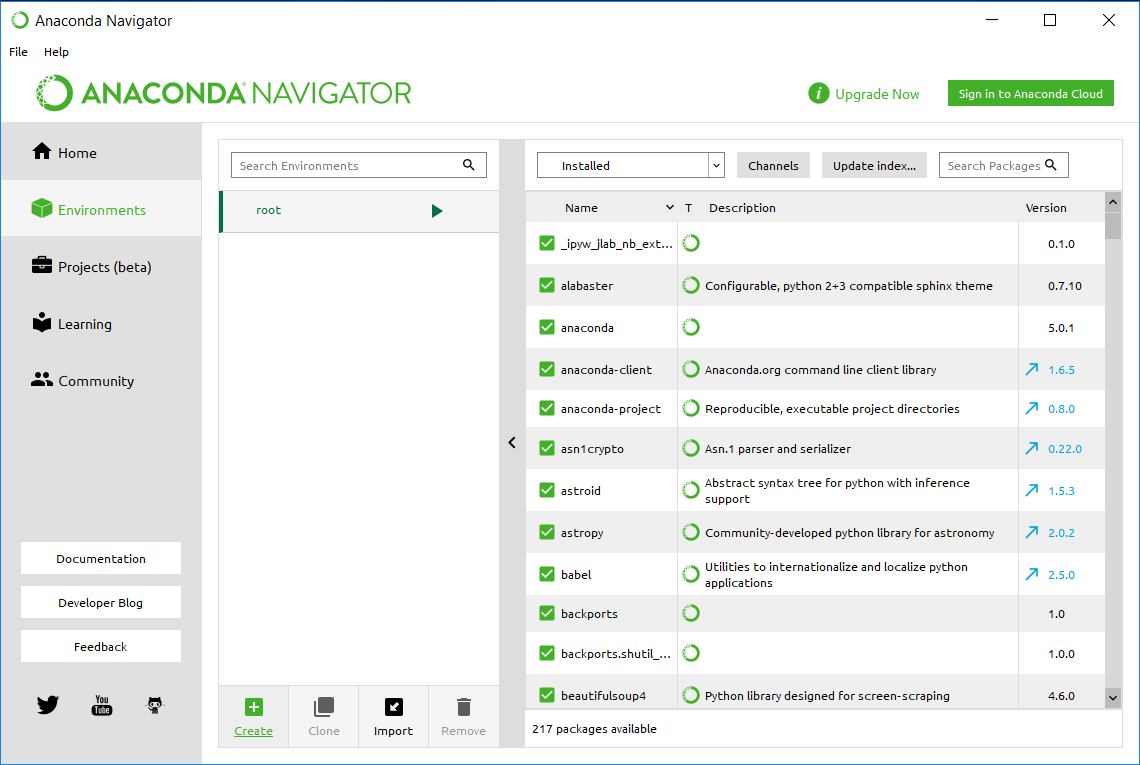 Anaconda Navigator
File Help
ANACONDA NAVIGATOR
i Upgrade Now
Sign in to Anaconda Cloud
Home
Environments
Projects (beta)
Learning
Community
Documentation
Developer Blog
Feedback
You Tube
Search Environments
root
Create Clone Import Remove
Installed Channels Update index... Search Packages
Name T Description Version
_ipyw_jlab_nb_ext... 0.1.0
alabaster Configurable, python 2+3 compatible sphinx theme 0.7.10
anaconda 5.0.1
anaconda-client Anaconda.org command line client library 1.6.5
anaconda-project Reproducible, executable project directories 0.8.0
asn1crypto Asn.1 parser and serializer 0.22.0
astroid Abstract syntax tree for python with inference
support 1.5.3
astropy Community-developed python library for astronomy 2.0.2
babel Utilities to internationalize and localize python
applications 2.5.0
backports 1.0
backports.shutil_... 1.0.0
beautifulsoup4 Python library designed for screen-scraping 4.6.0
217 packages available